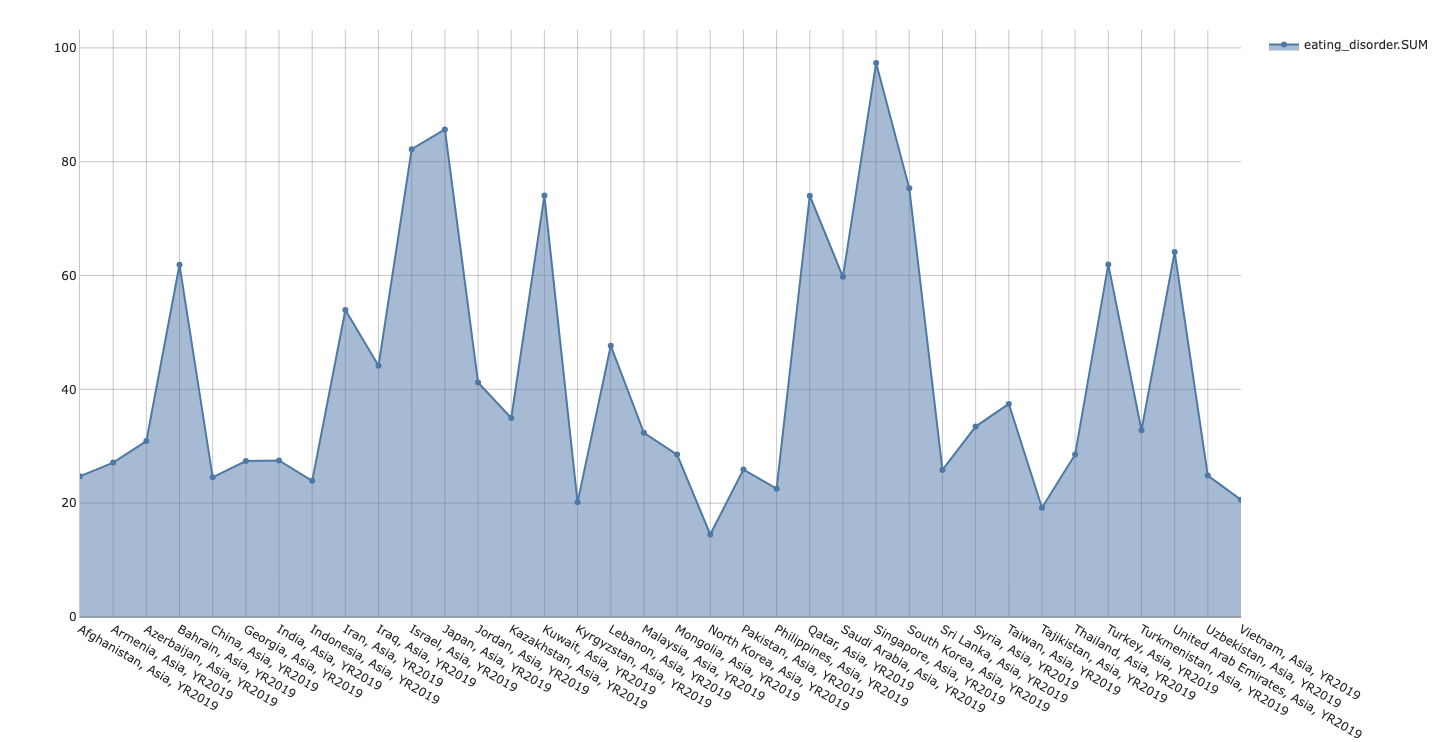 100
80
60
40
20
0
eating_disorder.SUM
Afghanistan, Asia, YR2019
Armenia, Asia, YR2019
Azerbaijan, Asia, YR2019
Bahrain, Asia, YR2019
China, Asia, YR2019
Georgia, Asia, YR2019
India, Asia, YR2019
Indonesia, Asia, YR2019
Iran, Asia, YR2019
Iraq, Asia, YR2019
Israel, Asia, YR2019
Japan, Asia, YR2019
Jordan, Asia, YR2019
Kazakhstan, Asia, YR2019
Kuwait, Asia, YR2019
Kyrgyzstan, Asia, YR2019
Lebanon, Asia, YR2019
Malaysia, Asia, YR2019
Mongolia, Asia, YR2019
North Korea, Asia, YR2019
Pakistan, Asia, YR2019
Philippines, Asia, YR2019
Qatar, Asia, YR2019
Saudi Arabia, Asia, YR2019
Singapore, Asia, YR2019
South Korea, Asia, YR2019
Sri Lanka, Asia, YR2019
Syria, Asia, YR2019
Taiwan, Asia, YR2019
Tajikistan, Asia, YR2019
Thailand, Asia, YR2019
Turkey, Asia, YR2019
Turkmenistan, Asia, YR2019
United Arab Emirates, Asia, YR2019
Uzbekistan, Asia, YR2019
Vietnam, Asia, YR2019